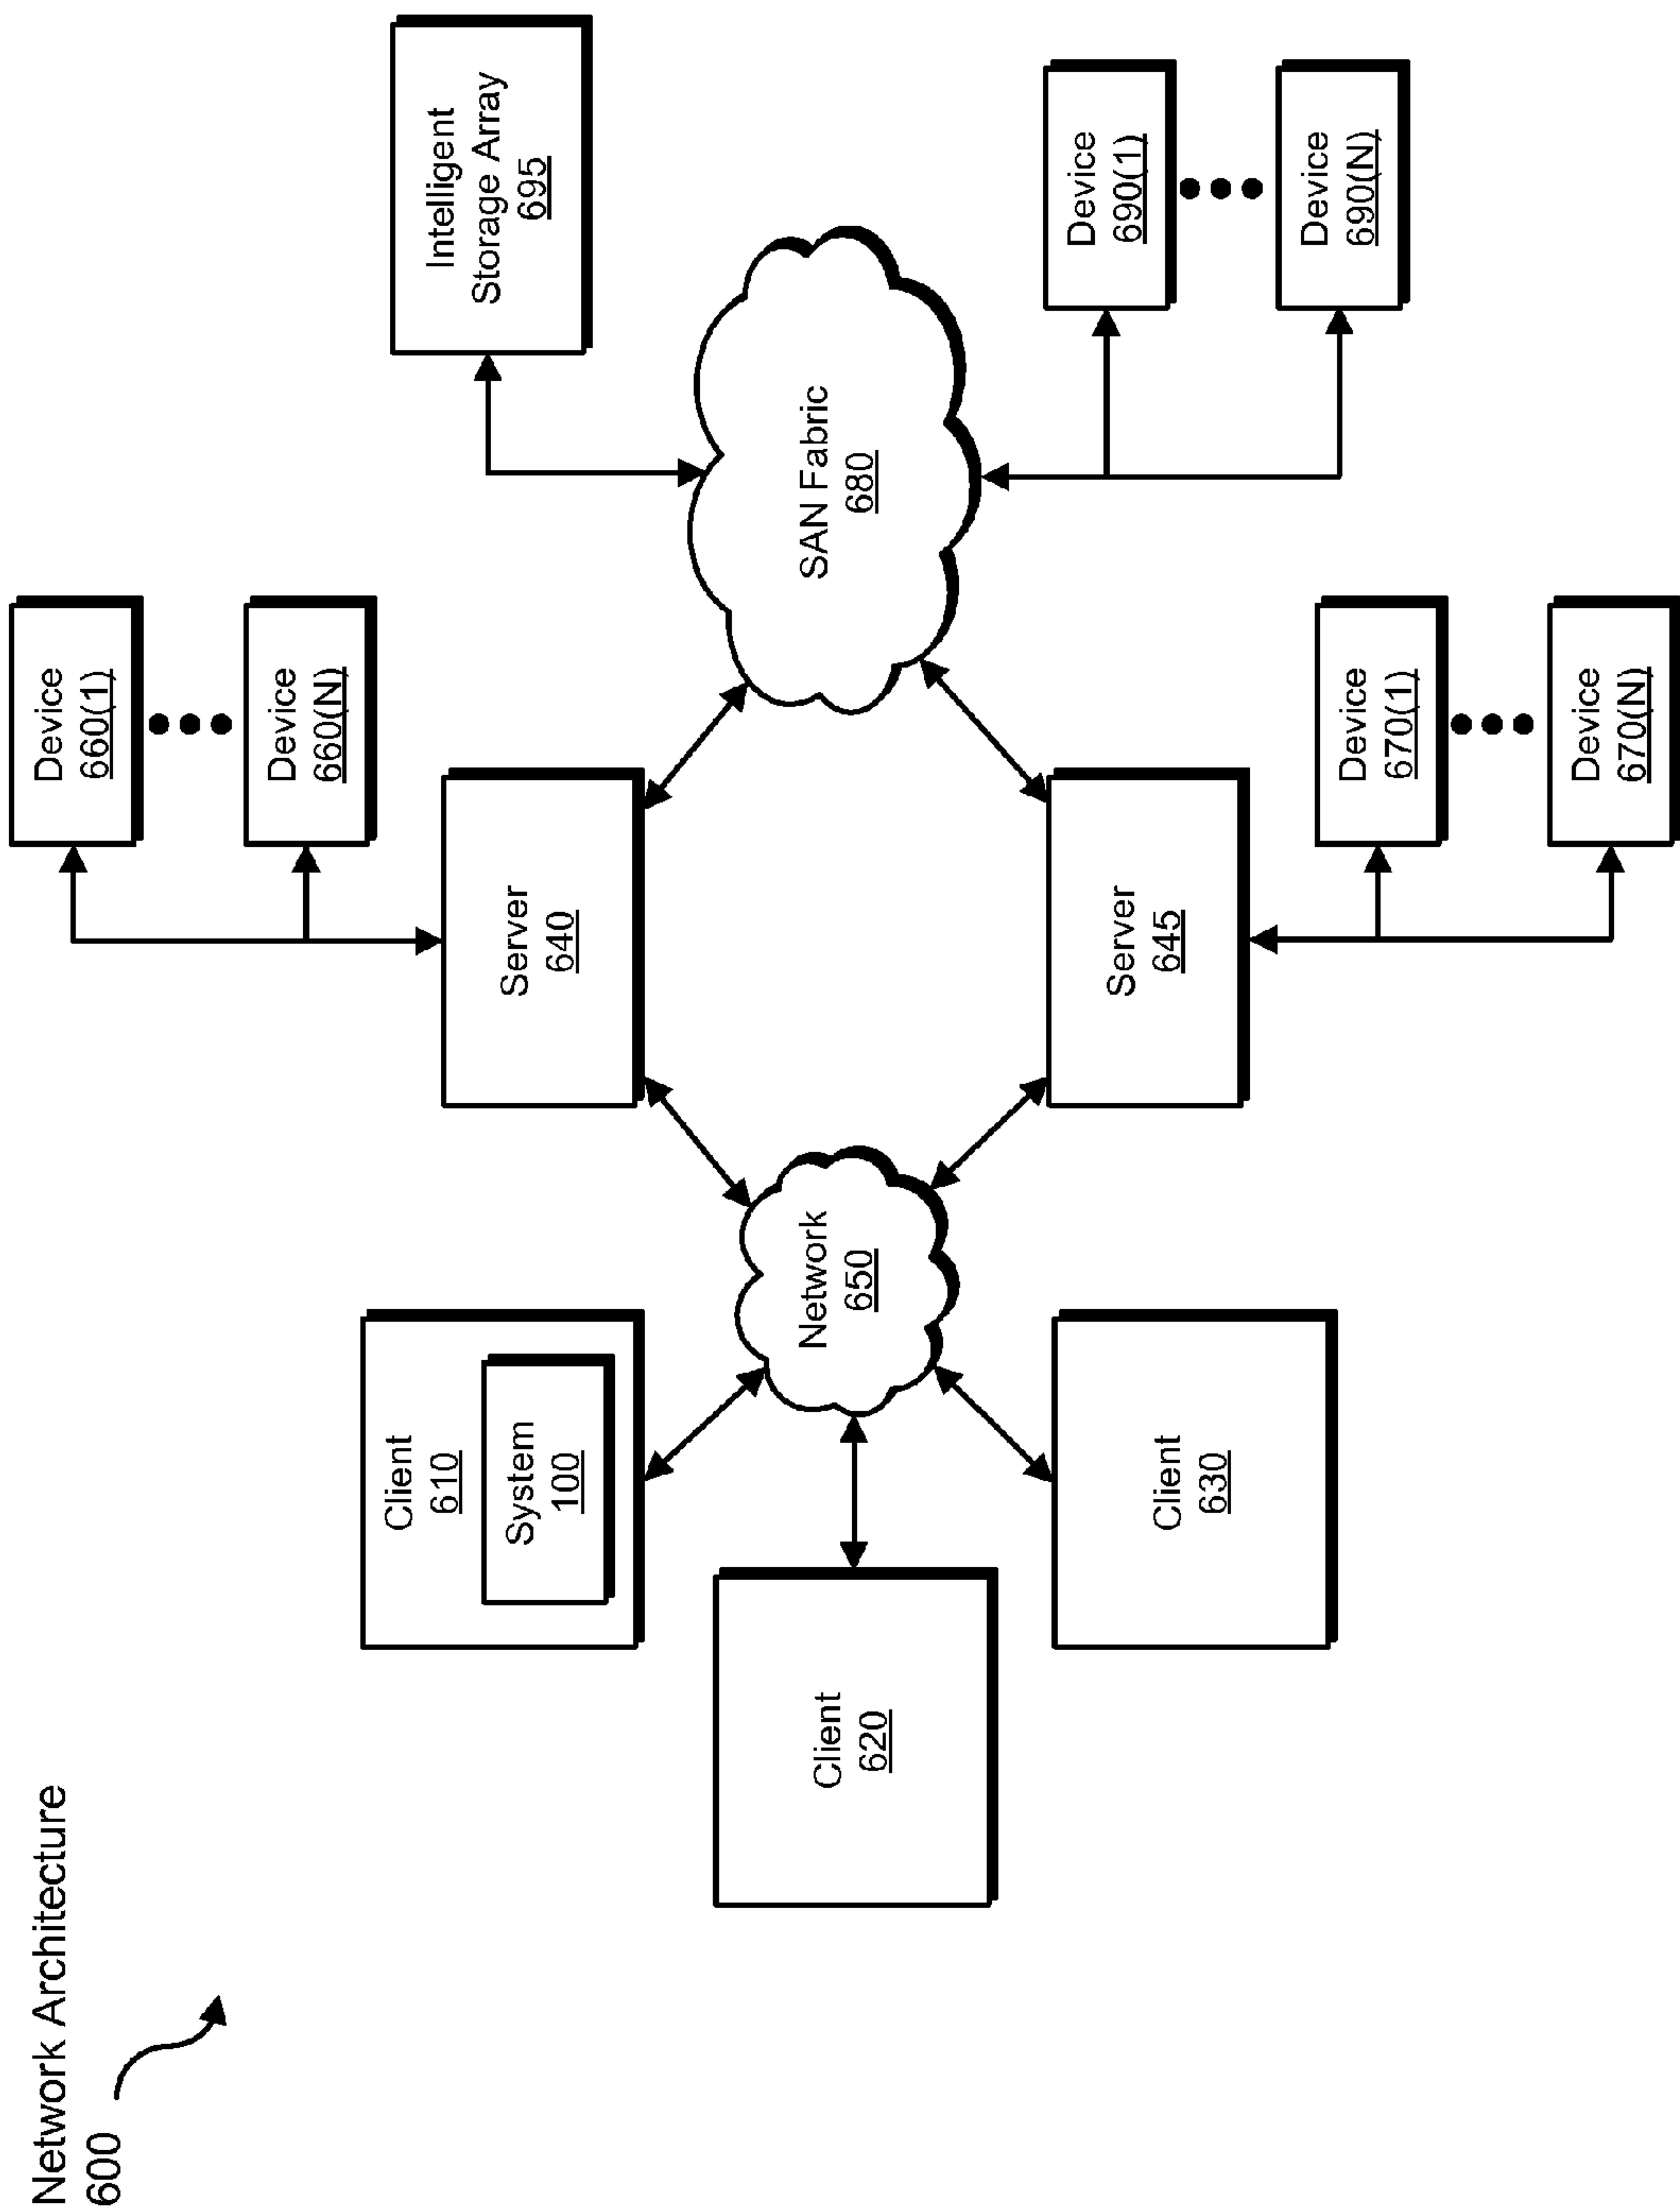 Network Architecture
600
Device
660(1)
Device
660(N)
Intelligent
Storage Array
695
Client
610
System
100
Server
640
Client
620
Network
650
SAN Fabric
680
Client
630
Server
645
Device
690(1)
Device
690(N)
Device
670(1)
Device
670(N)